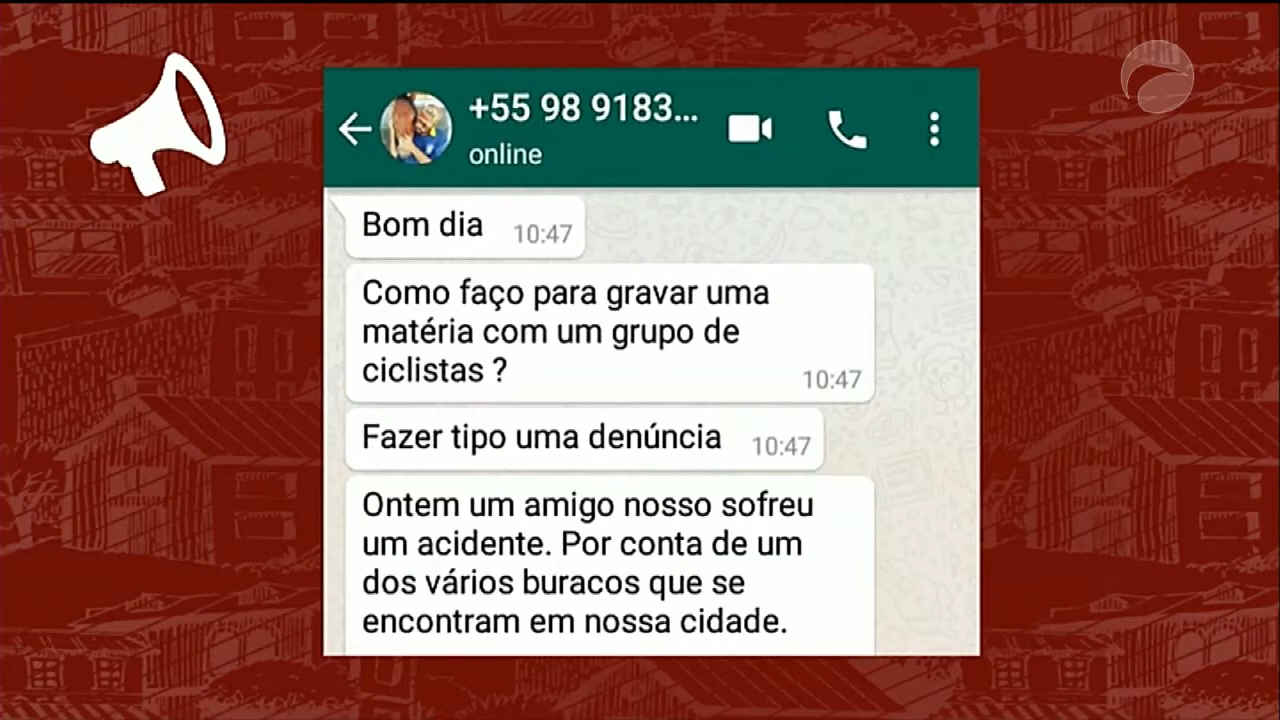 +55 98 9183...
online
Bom dia
10:47
Como faço para gravar uma
matéria com um grupo de
ciclistas ?
10:47
Fazer tipo uma denúncia
10:47
Ontem um amigo nosso sofreu
um acidente. Por conta de um
dos vários buracos que se
encontram em nossa cidade.